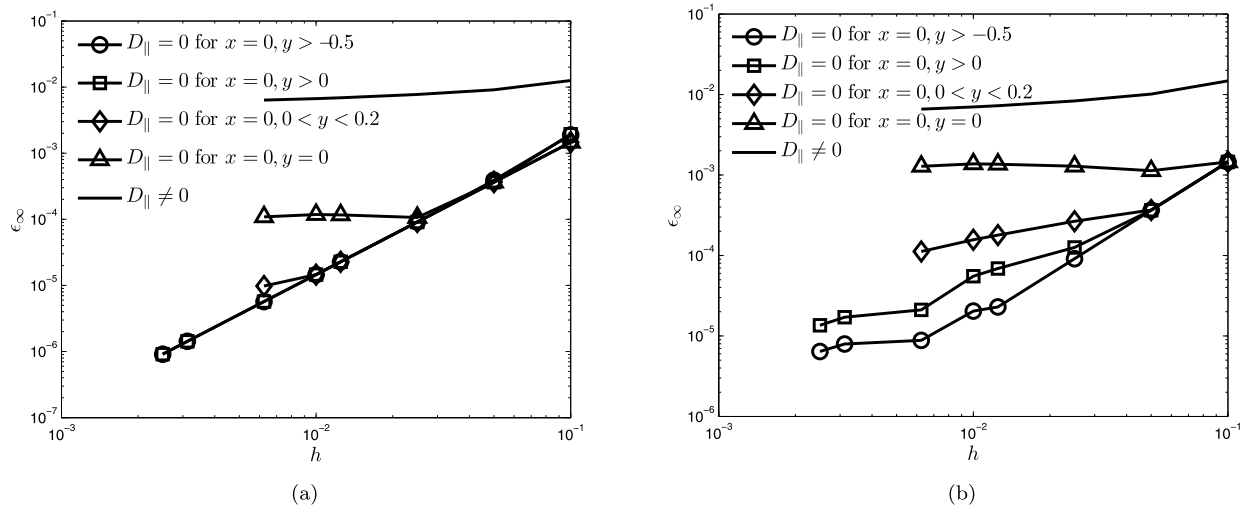 10^{-1}
10^{-2}
10^{-3}
10^{-4}
10^{-5}
10^{-6}
10^{-7}
ϵ_∞
D_∥ = 0 for x = 0, y > −0.5
D_∥ = 0 for x = 0, y > 0
D_∥ = 0 for x = 0, 0 < y < 0.2
D_∥ = 0 for x = 0, y = 0
D_∥ ≠ 0
10^{-3} 10^{-2} 10^{-1}
h
(a)
10^{-1}
10^{-2}
10^{-3}
10^{-4}
10^{-5}
10^{-6}
ϵ_∞
D_∥ = 0 for x = 0, y > −0.5
D_∥ = 0 for x = 0, y > 0
D_∥ = 0 for x = 0, 0 < y < 0.2
D_∥ = 0 for x = 0, y = 0
D_∥ ≠ 0
10^{-3} 10^{-2} 10^{-1}
h
(b)